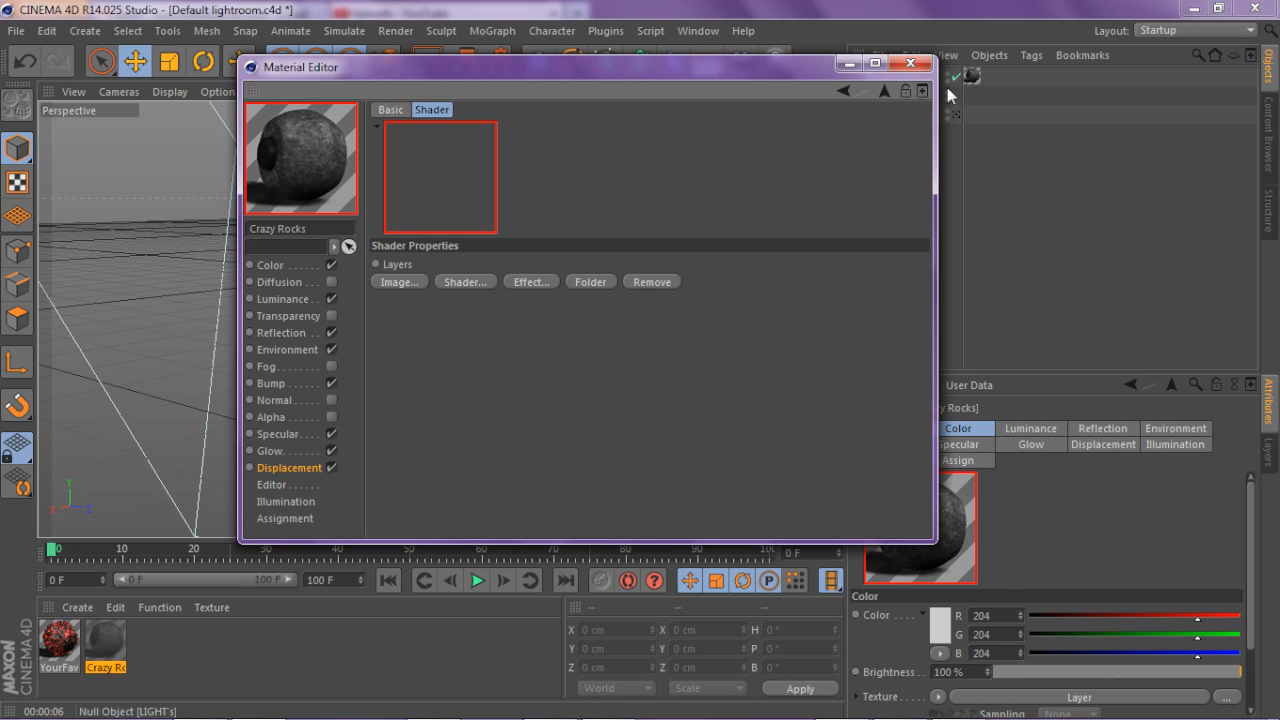 CINEMA 4D R14.025 Studio - [Default lightroom.c4d *]
File Edit Create Select Tools Mesh Snap Animate Simulate Render Sculpt MoGraph Character Plugins Script Window Help
Layout: Startup
Material Editor
View Cameras Display Option
Perspective
Objects Tags Bookmarks
Objects
Content Browser
Structure
Basic Shader
Crazy Rocks
Shader Properties
Layers
Image... Shader... Effect... Folder Remove
Color
Diffusion
Luminance
Transparency
Reflection
Environment
Fog
Bump
Normal
Alpha
Specular
Glow
Displacement
Editor
Illumination
Assignment
User Data
y Rocks]
Color Luminance Reflection Environment
Specular Glow Displacement Illumination
Assign
Attributes
Layers
0 10 20 30 40 50 60 70 80 90 10
0 F
0 F 0 F 100 F 100 F
Create Edit Function Texture
YourFav Crazy Ro
-- -- --
X 0 cm X 0 cm H 0 °
Y 0 cm Y 0 cm P 0 °
Z 0 cm Z 0 cm B 0 °
World Scale Apply
Color
Color R 204
G 204
B 204
Brightness 100 %
Texture Layer ...
Sampling None
MAXON CINEMA 4D
00:00:06 Null Object [LIGHT's]